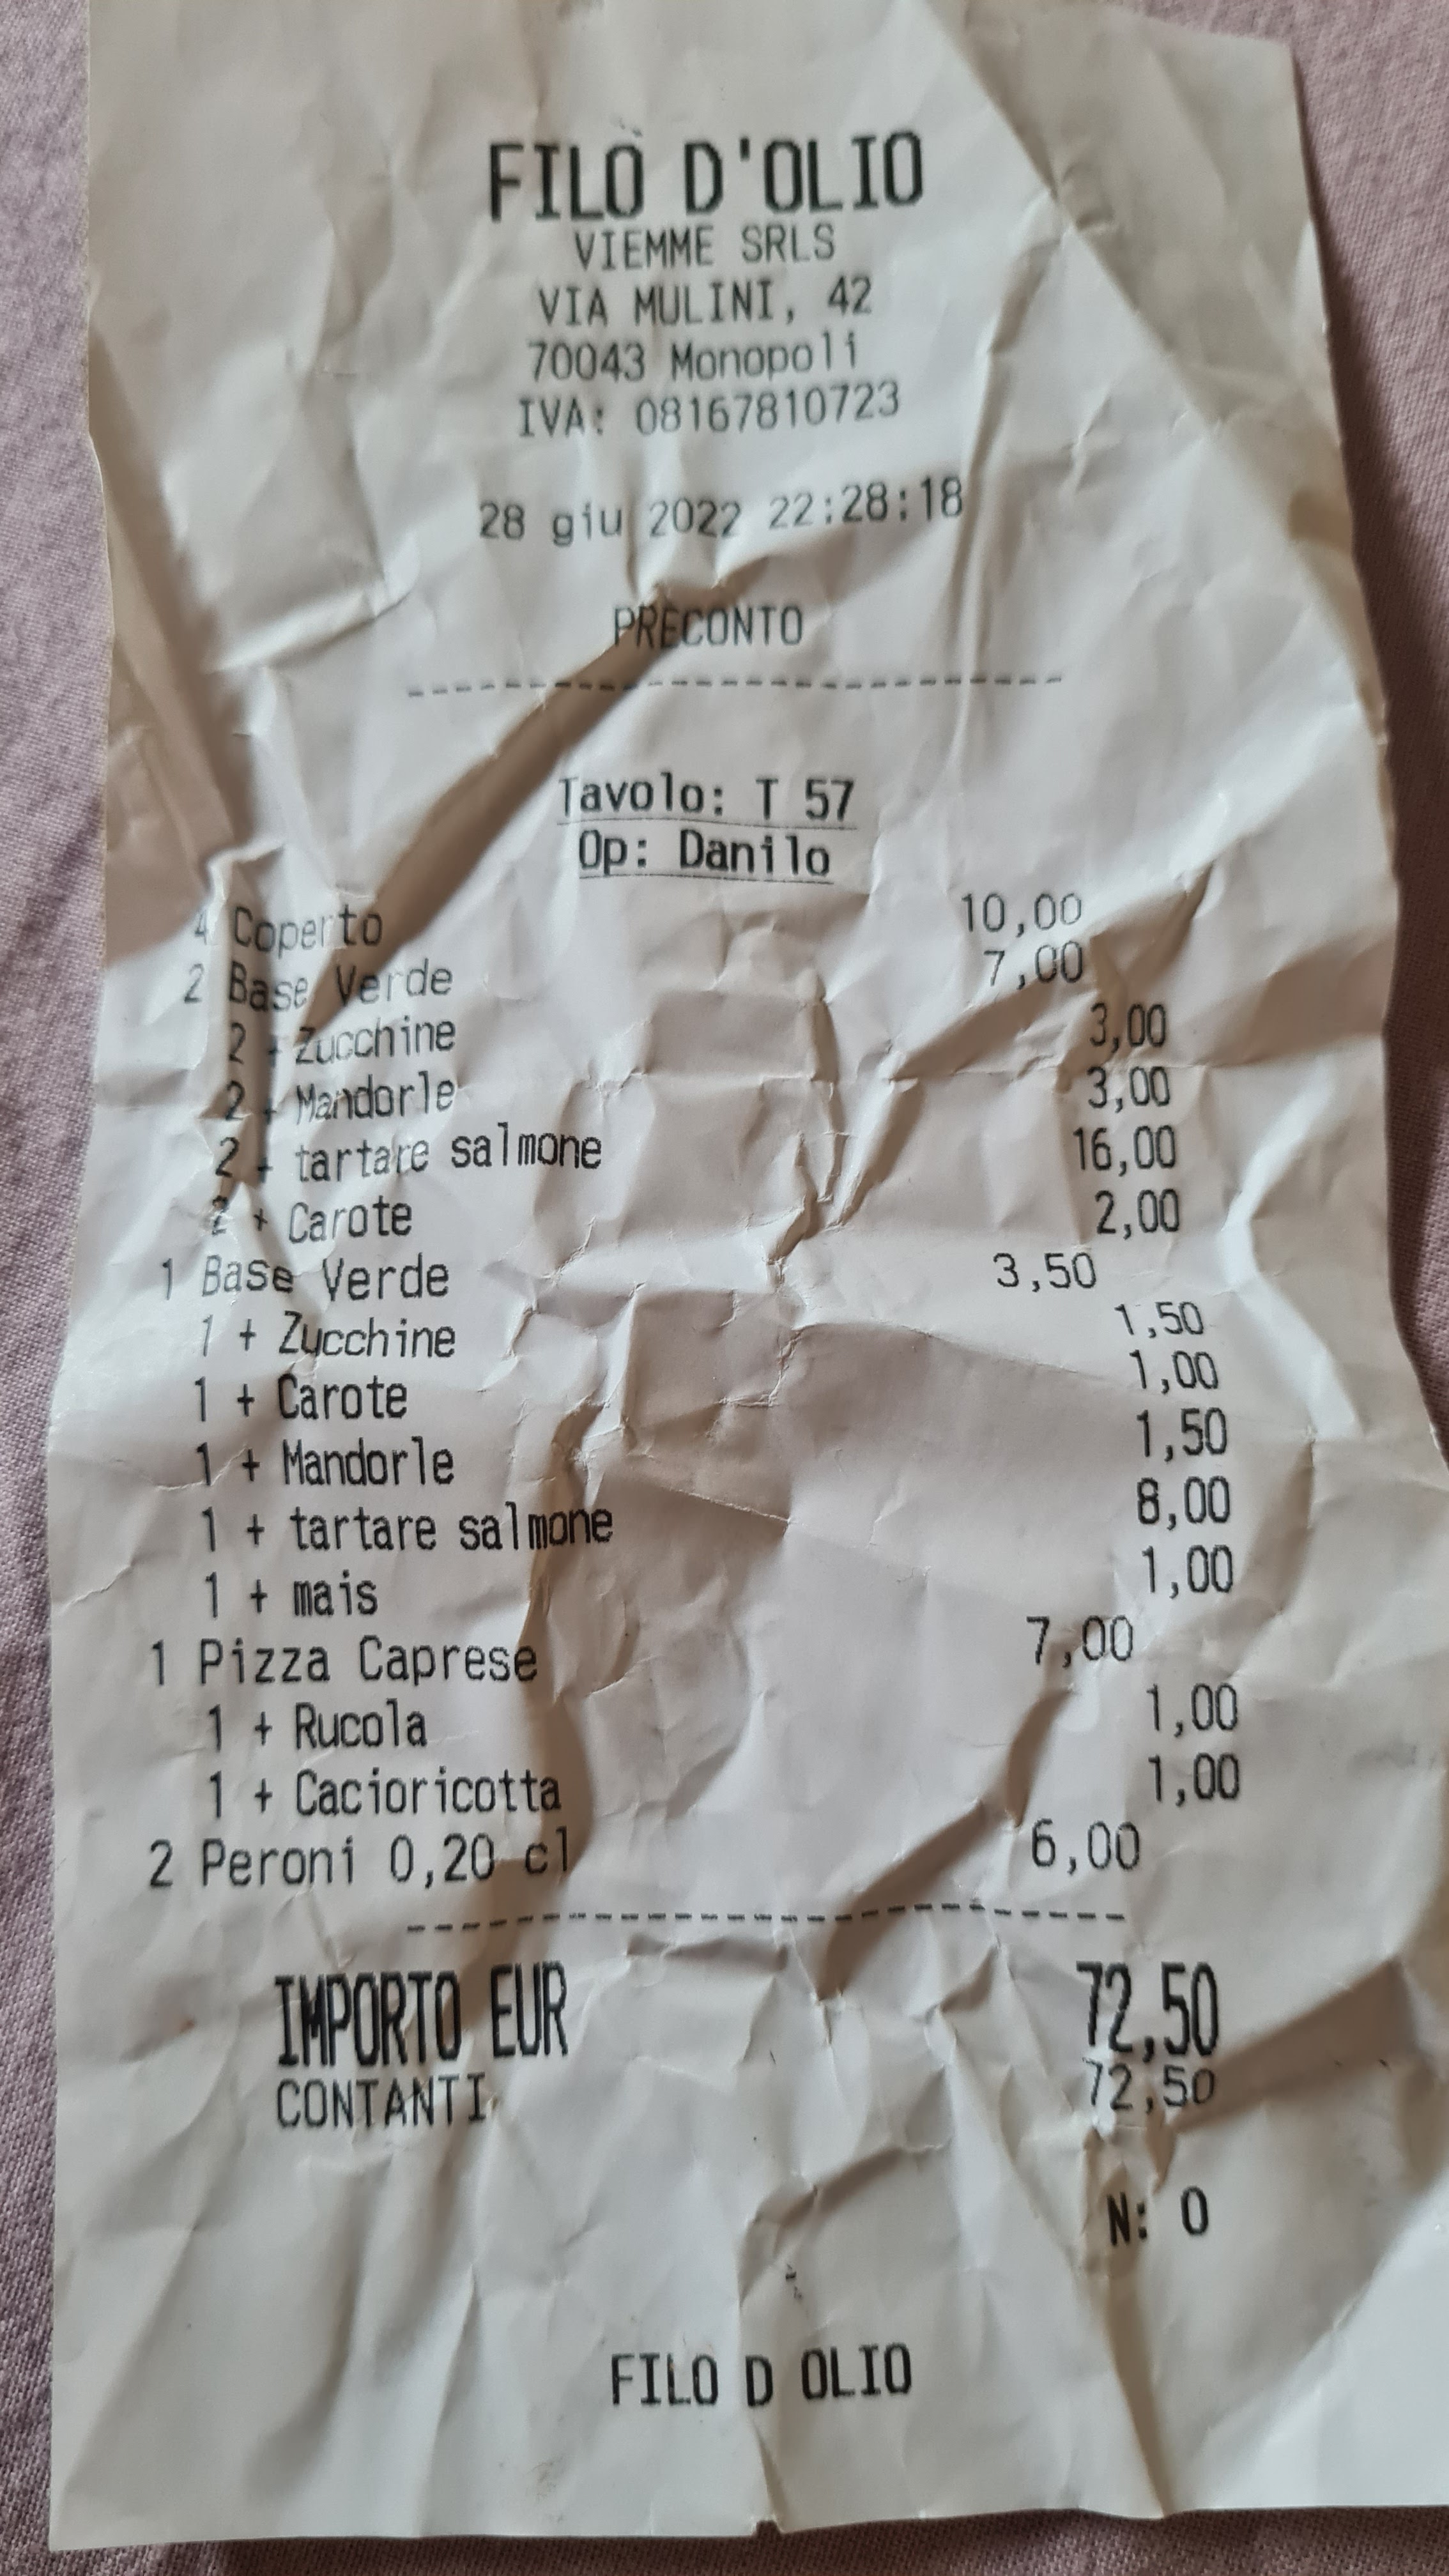 FILO D'OLIO
VIEMME SRLS
VIA MULINI, 42
70043 Monopoli
IVA: 08167810723
28 giu 2022 22:28:18
PRECONTO
Tavolo: T 57
Op: Danilo
4 Coperto 10,00
2 Base Verde 7,00
2 + Zucchine 3,00
2 + Mandorle 3,00
2 + tartare salmone 16,00
2 + Carote 2,00
1 Base Verde 3,50
1 + Zucchine 1,50
1 + Carote 1,00
1 + Mandorle 1,50
1 + tartare salmone 8,00
1 + mais 1,00
1 Pizza Caprese 7,00
1 + Rucola 1,00
1 + Cacioricotta 1,00
2 Peroni 0,20 cl 6,00
IMPORTO EUR 72,50
CONTANTI 72,50
N: 0
FILO D OLIO